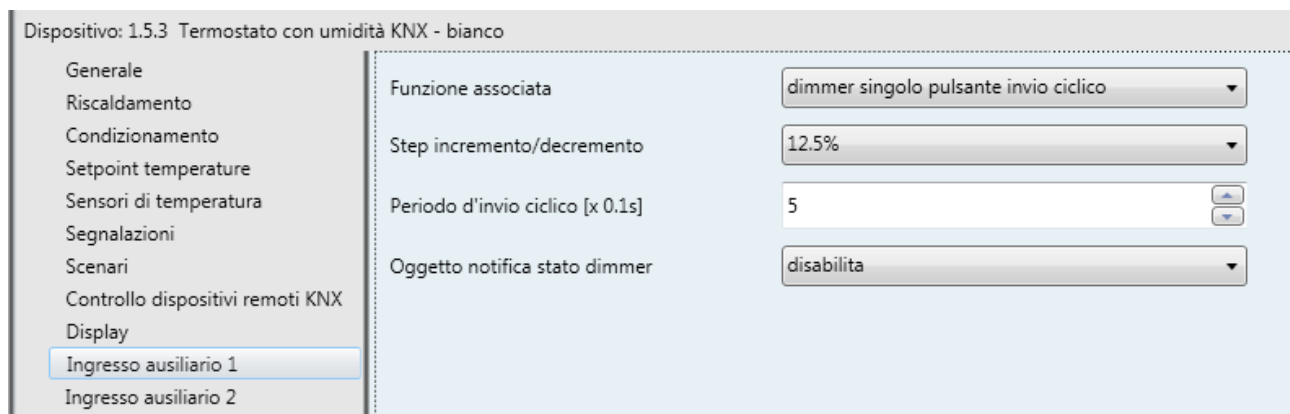 Dispositivo: 1.5.3 Termostato con umidità KNX - bianco
Generale
Riscaldamento
Condizionamento
Setpoint temperature
Sensori di temperatura
Segnalazioni
Scenari
Controllo dispositivi remoti KNX
Display
Ingresso ausiliario 1
Ingresso ausiliario 2
Funzione associata dimmer singolo pulsante invio ciclico
Step incremento/decremento 12.5%
Periodo d'invio ciclico [x 0.1s] 5
Oggetto notifica stato dimmer disabilita